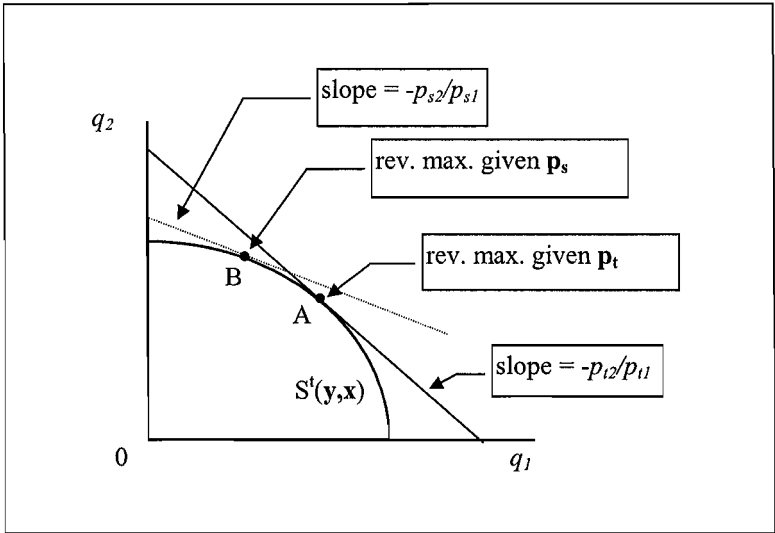 slope = -ps2/ps1
q2
rev. max. given ps
rev. max. given pt
B
A
slope = -pt2/pt1
St(y,x)
0
q1